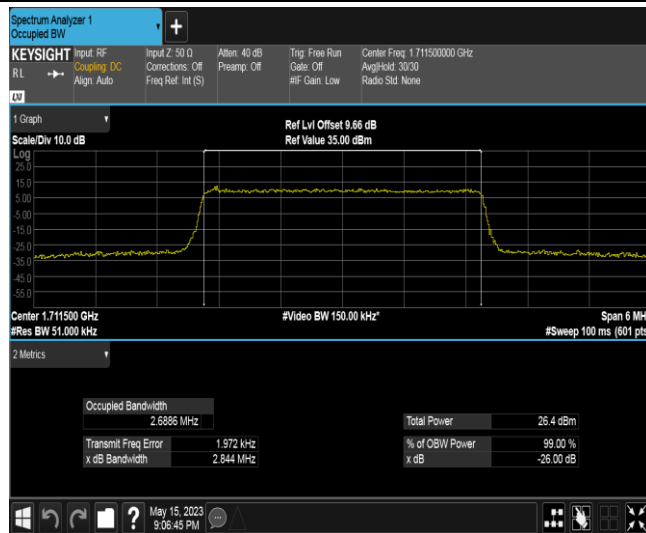 Spectrum Analyzer 1
Occupied BW
+
KEYSIGHT
RL
Input: RF
Coupling: DC
Align: Auto
Input Z: 50 Ω
Corrections: Off
Freq Ref: Int (S)
Atten: 40 dB
Preamp: Off
Trig: Free Run
Gate: Off
#IF Gain: Low
Center Freq: 1.711500000 GHz
Avg|Hold: 30/30
Radio Std: None
1 Graph
Scale/Div 10.0 dB
Ref Lvl Offset 9.66 dB
Ref Value 35.00 dBm
Log
25.0
15.0
5.00
-5.00
-15.0
-25.0
-35.0
-45.0
-55.0
Center 1.711500 GHz
#Res BW 51.000 kHz
#Video BW 150.00 kHz*
Span 6 MH
#Sweep 100 ms (601 pts
2 Metrics
Occupied Bandwidth
2.6886 MHz
Transmit Freq Error 1.972 kHz
x dB Bandwidth 2.844 MHz
Total Power 26.4 dBm
% of OBW Power 99.00 %
x dB -26.00 dB
?
May 15, 2023
9:06:45 PM